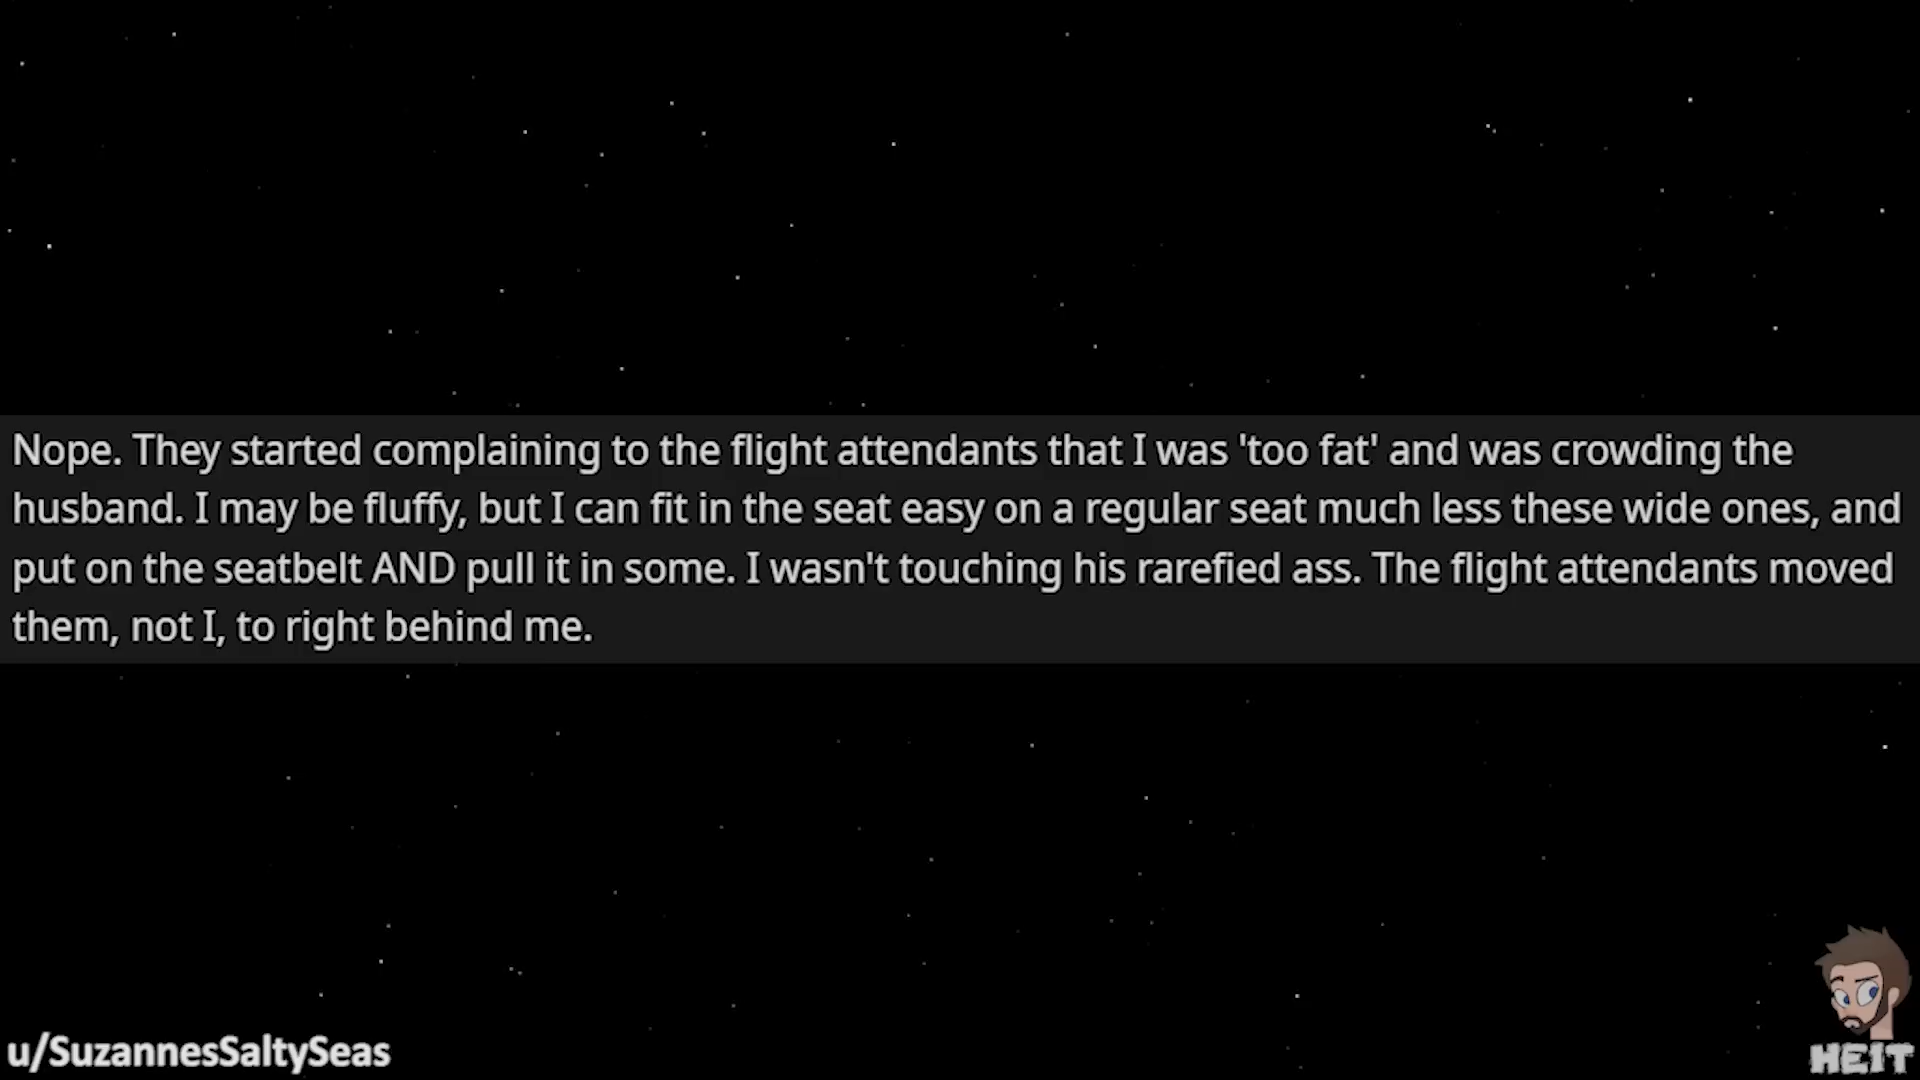 Nope. They started complaining to the flight attendants that I was 'too fat' and was crowding the
husband. I may be fluffy, but I can fit in the seat easy on a regular seat much less these wide ones, and
put on the seatbelt AND pull it in some. I wasn't touching his rarefied ass. The flight attendants moved
them, not I, to right behind me.
u/SuzannesSaltySeas
HEIT